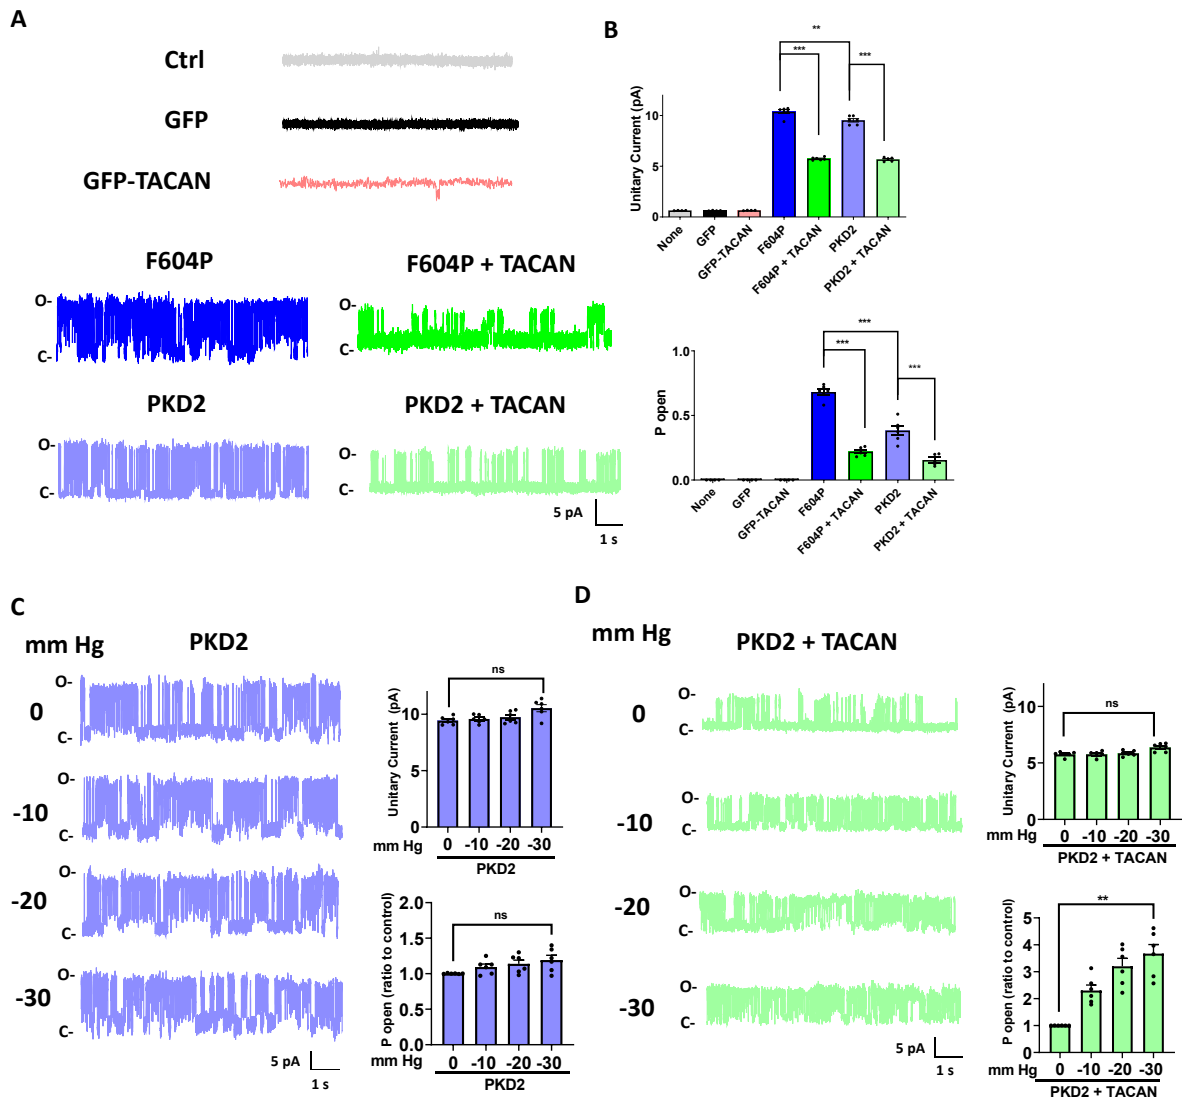 A
Ctrl
GFP
GFP-TACAN
F604P
F604P + TACAN
O-
C-
O-
C-
PKD2
PKD2 + TACAN
O-
C-
O-
C-
5 pA
1 s
B
**
***
***
Unitary Current (pA)
10
5
0
None
GFP
GFP-TACAN
F604P
F604P + TACAN
PKD2
PKD2 + TACAN
***
***
***
P open
1.0
0.5
0.0
None
GFP
GFP-TACAN
F604P
F604P + TACAN
PKD2
PKD2 + TACAN
C
mm Hg
PKD2
0
O-
C-
-10
O-
C-
-20
O-
C-
-30
O-
C-
5 pA
1 s
ns
Unitary Current (pA)
10
5
0
mm Hg
0 -10 -20 -30
PKD2
ns
P open (ratio to control)
2.0
1.5
1.0
0.5
0.0
mm Hg
0 -10 -20 -30
PKD2
D
mm Hg
PKD2 + TACAN
0
O-
C-
-10
O-
C-
-20
O-
C-
-30
O-
C-
5 pA
1 s
ns
Unitary Current (pA)
10
5
0
mm Hg
0 -10 -20 -30
PKD2 + TACAN
**
P open (ratio to control)
5
4
3
2
1
0
mm Hg
0 -10 -20 -30
PKD2 + TACAN